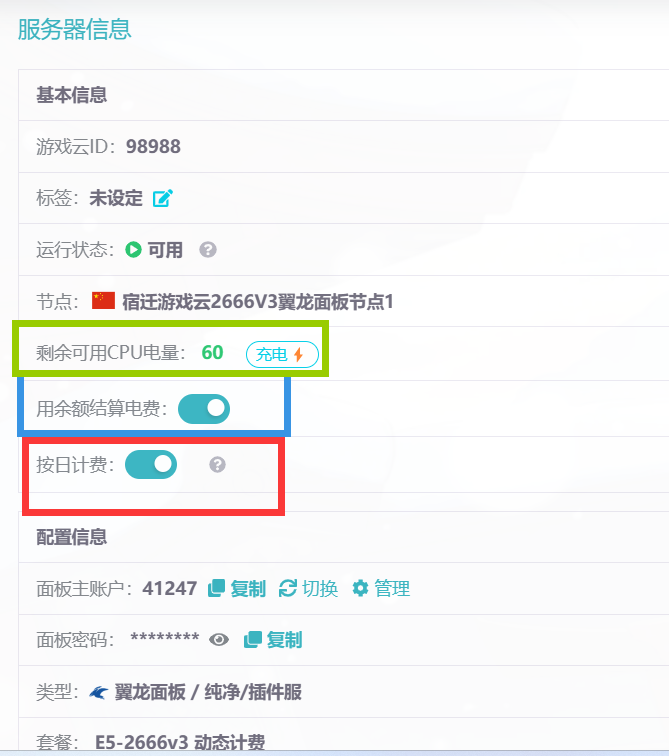 服务器信息
基本信息
游戏云ID：98988
标签：未设定
运行状态：可用 ?
节点：宿迁游戏云2666V3翼龙面板节点1
剩余可用CPU电量：60 充电
用余额结算电费：
按日计费： ?
配置信息
面板主账户：41247 复制 切换 管理
面板密码：******** 复制
类型：翼龙面板 / 纯净/插件服
套餐：E5-2666v3 动态计费